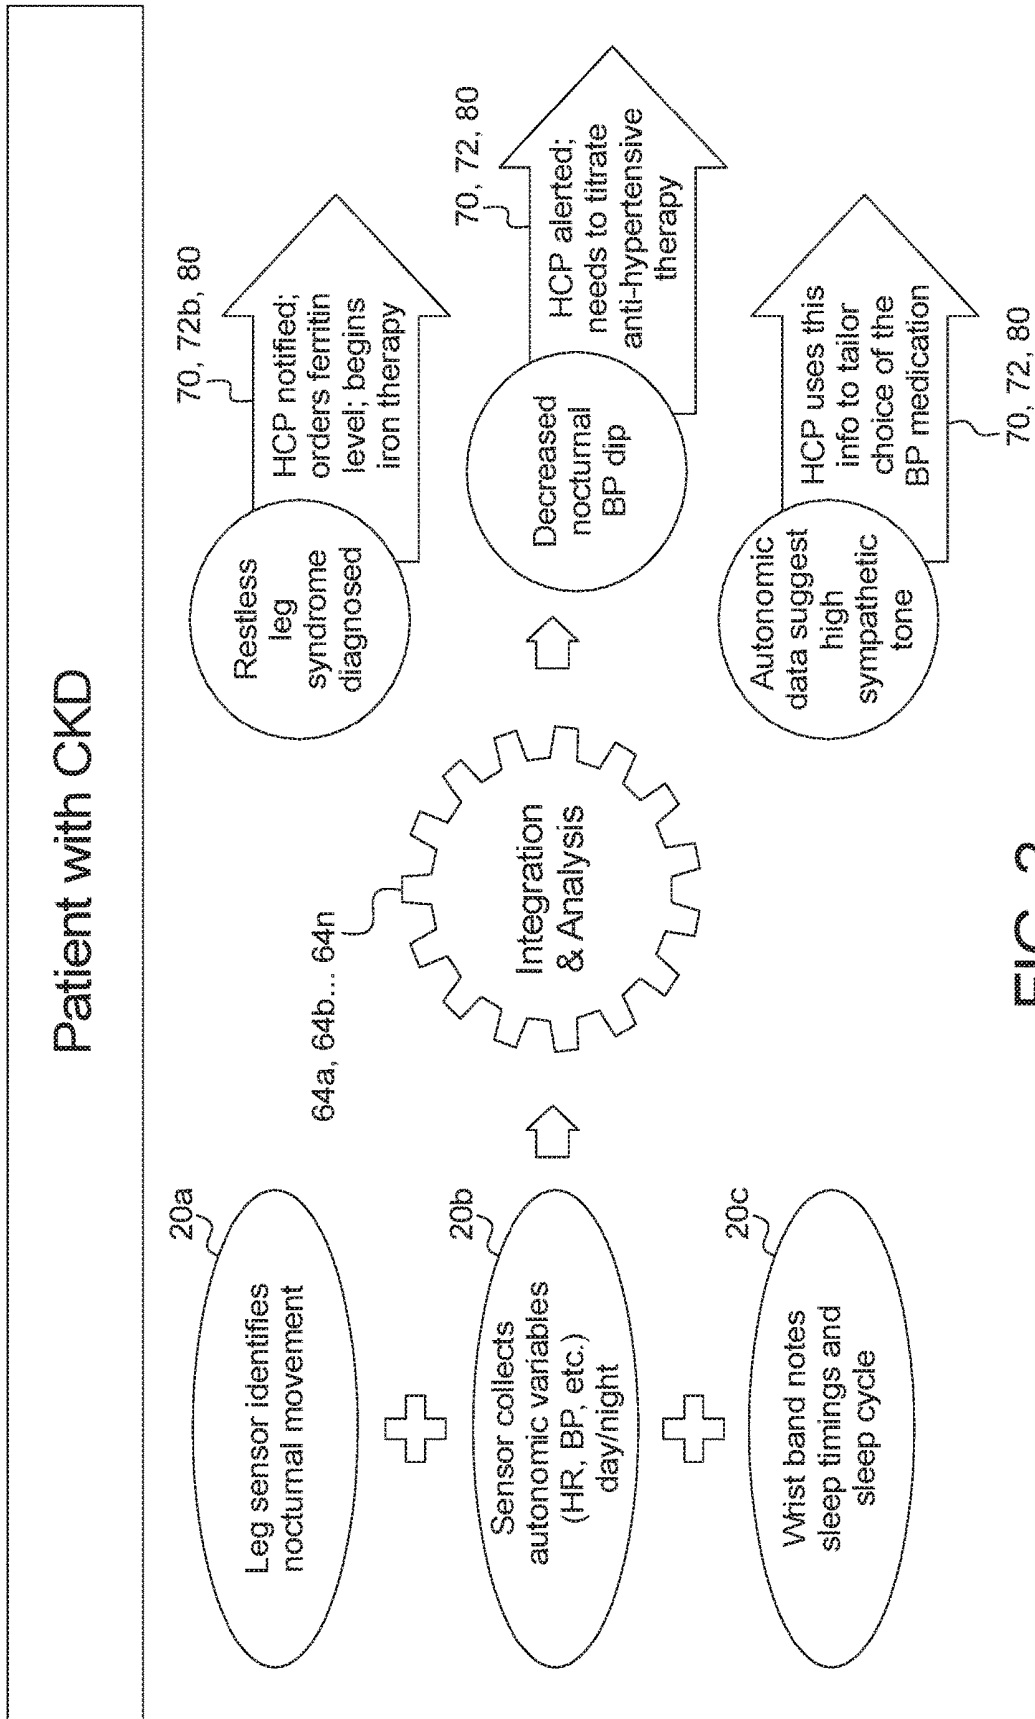 Patient with CKD
20a
Leg sensor identifies
nocturnal movement
20b
Sensor collects
autonomic variables
(HR, BP, etc.)
day/night
20c
Wrist band notes
sleep timings and
sleep cycle
64a, 64b... 64n
Integration
& Analysis
Restless
leg
syndrome
diagnosed
70, 72b, 80
HCP notified;
orders ferritin
level; begins
iron therapy
Decreased
nocturnal
BP dip
70, 72, 80
HCP alerted;
needs to titrate
anti-hypertensive
therapy
Autonomic
data suggest
high
sympathetic
tone
HCP uses this
info to tailor
choice of the
BP medication
70, 72, 80